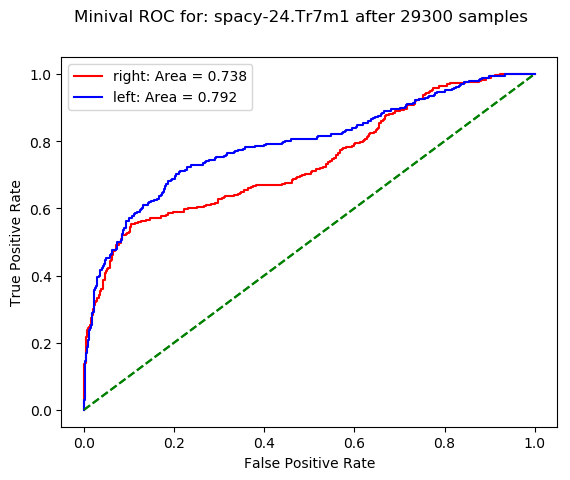 Minival ROC for: spacy-24.Tr7m1 after 29300 samples
right: Area = 0.738
left: Area = 0.792
True Positive Rate
1.0
0.8
0.6
0.4
0.2
0.0
0.0 0.2 0.4 0.6 0.8 1.0
False Positive Rate